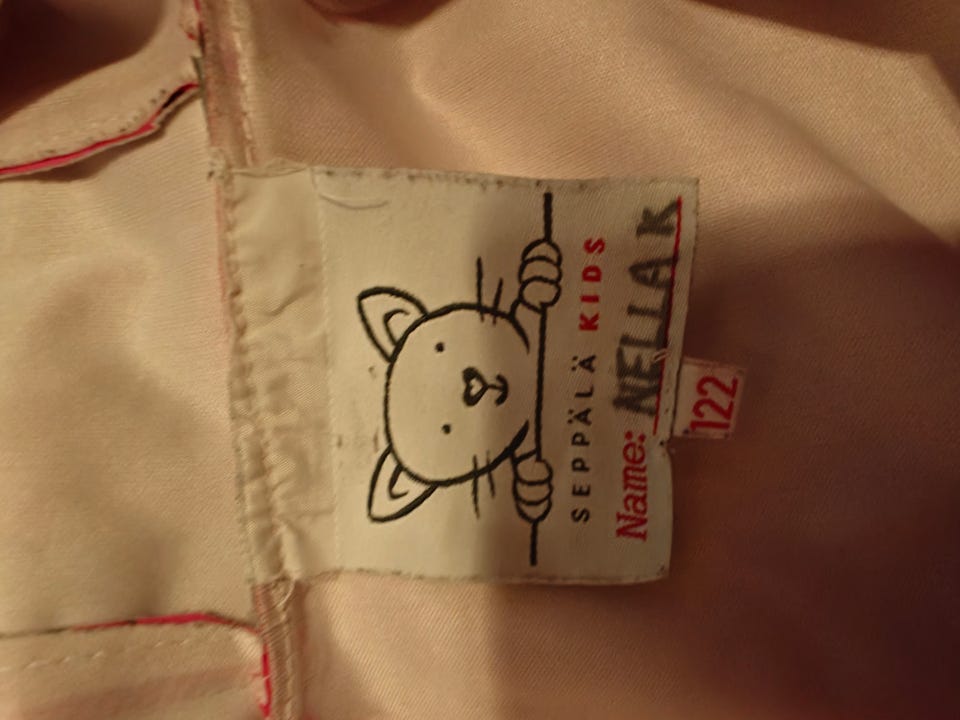 SEPPÄLÄ KIDS
Name: NELLA K
122